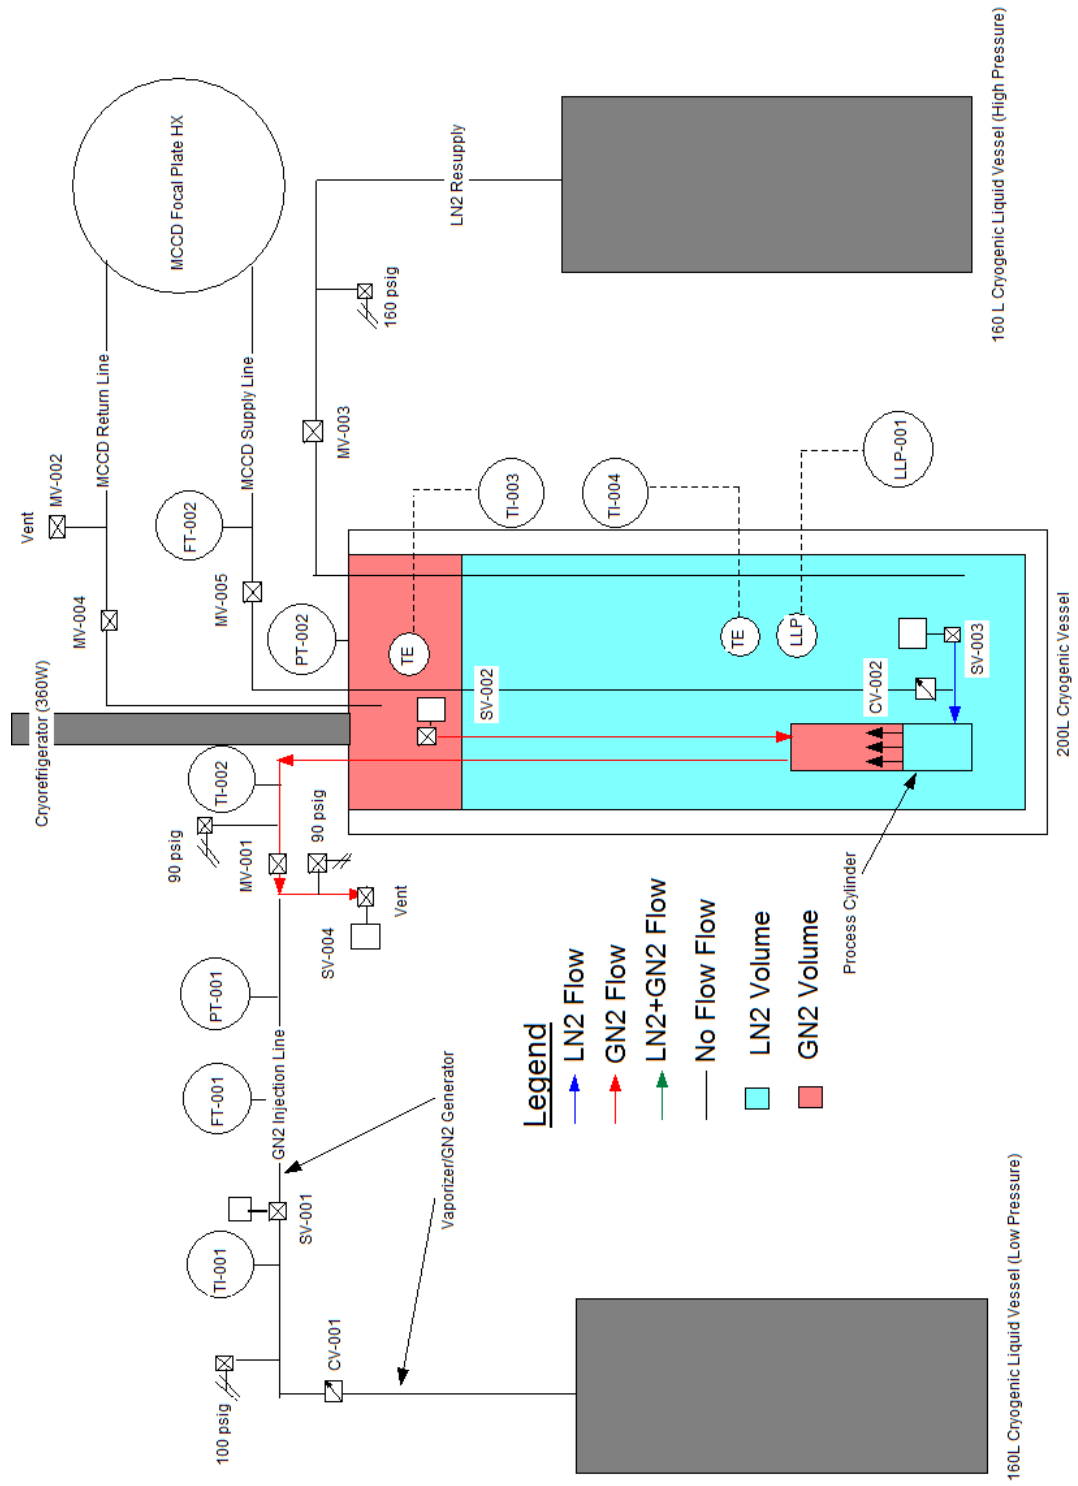 Cryorefrigerator (360W)
Vent
MV-002
MV-004
MCCD Return Line
MCCD Focal Plate HX
FT-002
MV-005
MCCD Supply Line
PT-002
TI-002
90 psig
MV-001
90 psig
SV-004
Vent
PT-001
FT-001
GN2 Injection Line
SV-001
TI-001
100 psig
CV-001
Vaporizer/GN2 Generator
160L Cryogenic Liquid Vessel (Low Pressure)
TE
SV-002
TI-003
TI-004
TE
LLP
LLP-001
CV-002
SV-003
Process Cylinder
200L Cryogenic Vessel
MV-003
160 psig
LN2 Resupply
160 L Cryogenic Liquid Vessel (High Pressure)
Legend
LN2 Flow
GN2 Flow
LN2+GN2 Flow
No Flow Flow
LN2 Volume
GN2 Volume